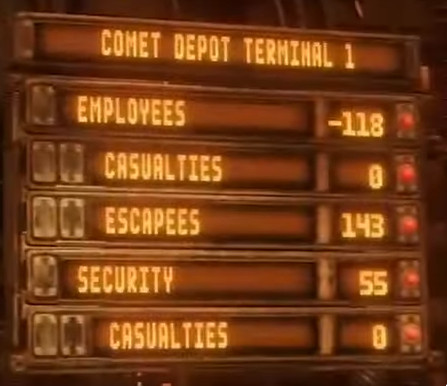 COMET DEPOT TERMINAL 1
EMPLOYEES -118
CASUALTIES 0
ESCAPEES 143
SECURITY 55
CASUALTIES 0